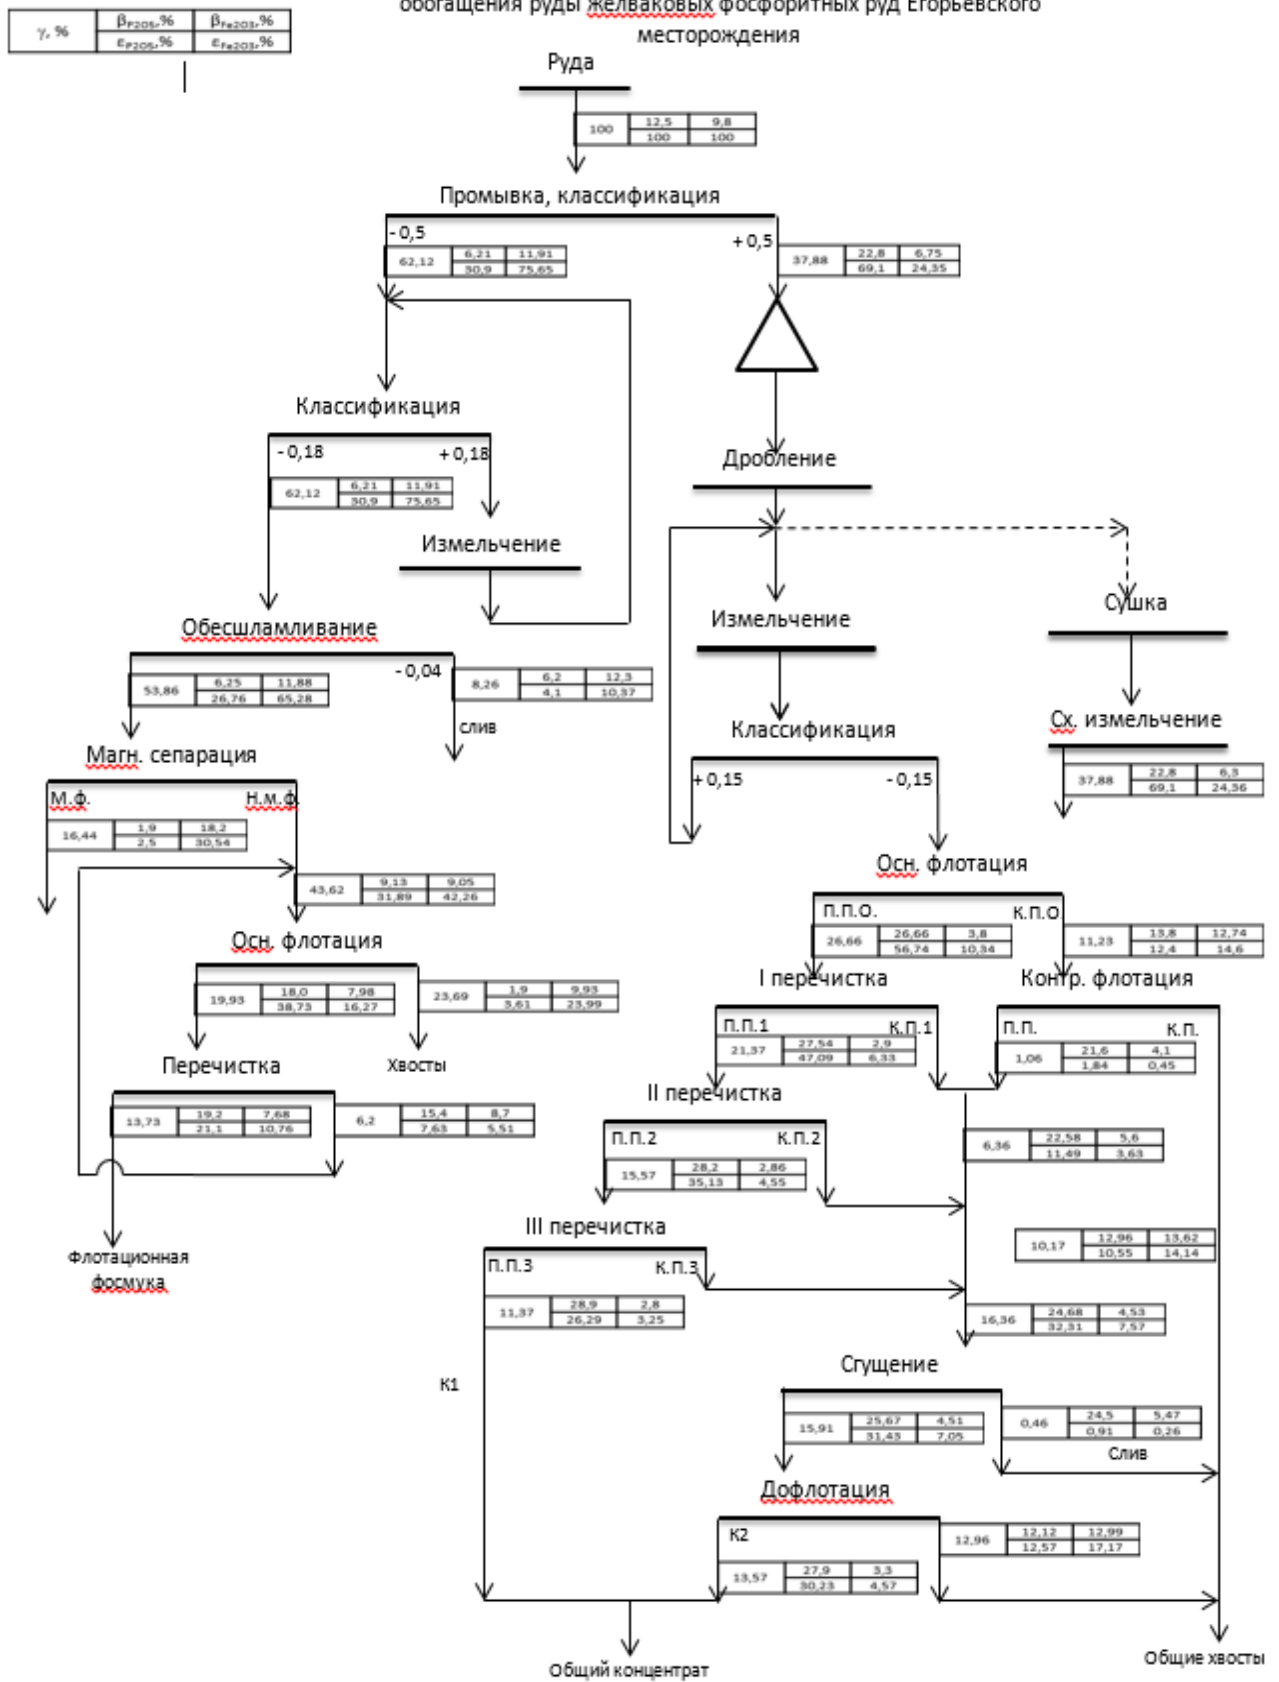 обогащения руды желваковых фосфоритных руд Егорьевского
месторождения
γ, % βP2O5,% βFe2O3,%
εP2O5,% εFe2O3,%
Руда
100 12,5 9,8
100 100
Промывка, классификация
- 0,5
+ 0,5
62,12 6,21 11,91
30,9 75,65
37,88 22,8 6,75
69,1 24,35
Классификация
- 0,18
+ 0,18
62,12 6,21 11,91
30,9 75,65
Дробление
Измельчение
Обесшламливание
- 0,04
53,86 6,25 11,88
26,76 65,28
8,26 6,2 12,3
4,1 10,37
слив
Измельчение
Сушка
Классификация
+ 0,15
- 0,15
Сх. измельчение
37,88 22,8 6,3
69,1 24,36
Магн. сепарация
М.ф.
Н.м.ф.
16,44 1,9 18,2
2,5 30,54
43,62 9,13 9,05
31,89 42,26
Осн. флотация
19,93 18,0 7,98
38,73 16,27
23,69 1,9 9,93
3,61 23,99
Перечистка
Хвосты
13,73 19,2 7,68
21,1 10,76
6,2 15,4 8,7
7,63 5,51
Флотационная
фосмука
Осн. флотация
П.П.О.
К.П.О
26,66 26,66 3,8
56,74 10,34
11,23 13,8 12,74
12,4 14,6
I перечистка
Контр. флотация
П.П.1
К.П.1
21,37 27,54 2,9
47,09 6,33
П.П.
К.П.
1,06 21,6 4,1
1,84 0,45
II перечистка
П.П.2
К.П.2
15,57 28,2 2,86
35,13 4,55
6,36 22,58 5,6
11,49 3,63
III перечистка
П.П.3
К.П.3
11,37 28,9 2,8
26,29 3,25
10,17 12,96 13,62
10,55 14,14
16,36 24,68 4,53
32,31 7,57
К1
Сгущение
15,91 25,67 4,51
31,43 7,05
0,46 24,5 5,47
0,91 0,26
Слив
Дофлотация
К2
13,57 27,9 3,3
30,23 4,57
12,96 12,12 12,99
12,57 17,17
Общий концентрат
Общие хвосты